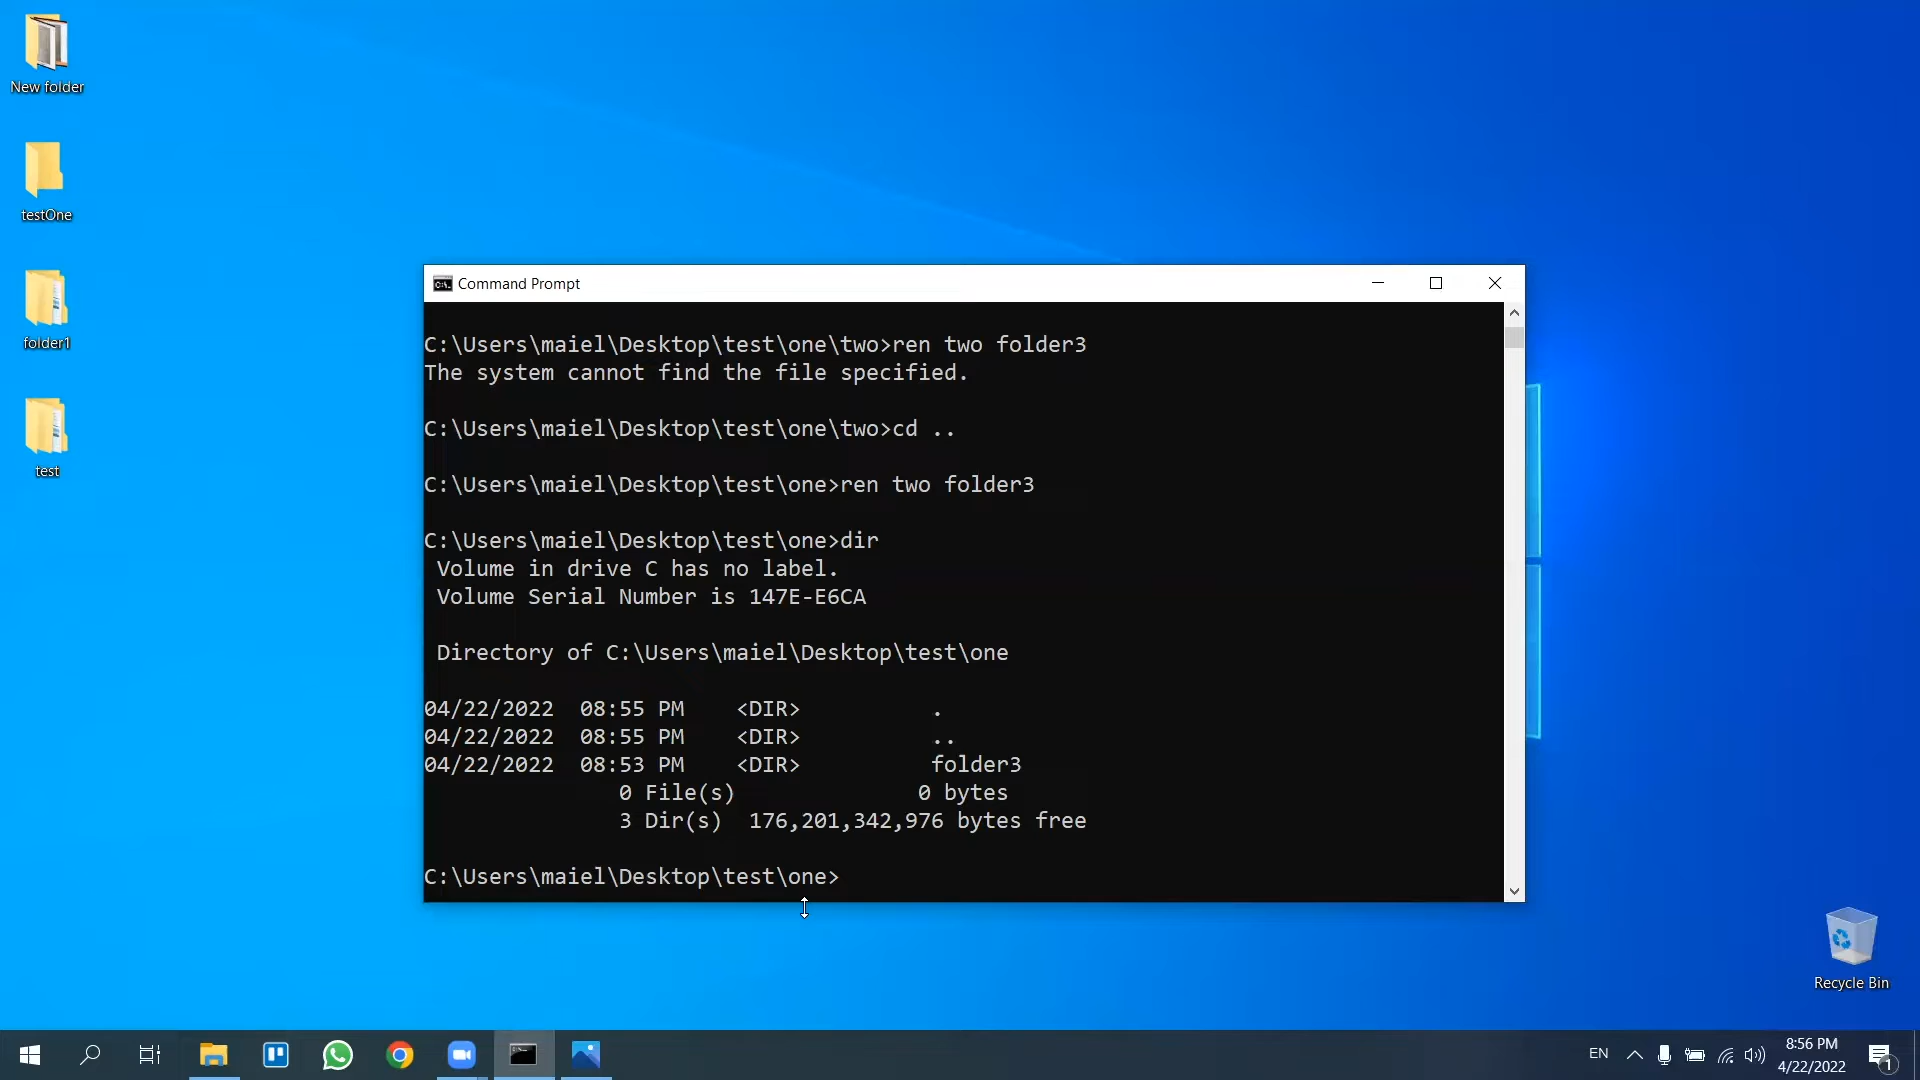 New folder
testOne
folder1
test
Command Prompt
C:\Users\maiel\Desktop\test\one\two>ren two folder3
The system cannot find the file specified.
C:\Users\maiel\Desktop\test\one\two>cd ..
C:\Users\maiel\Desktop\test\one>ren two folder3
C:\Users\maiel\Desktop\test\one>dir
Volume in drive C has no label.
Volume Serial Number is 147E-E6CA
Directory of C:\Users\maiel\Desktop\test\one
04/22/2022  08:55 PM    <DIR>          .
04/22/2022  08:55 PM    <DIR>          ..
04/22/2022  08:53 PM    <DIR>          folder3
0 File(s)              0 bytes
3 Dir(s)  176,201,342,976 bytes free
C:\Users\maiel\Desktop\test\one>
Recycle Bin
EN
8:56 PM
4/22/2022
1